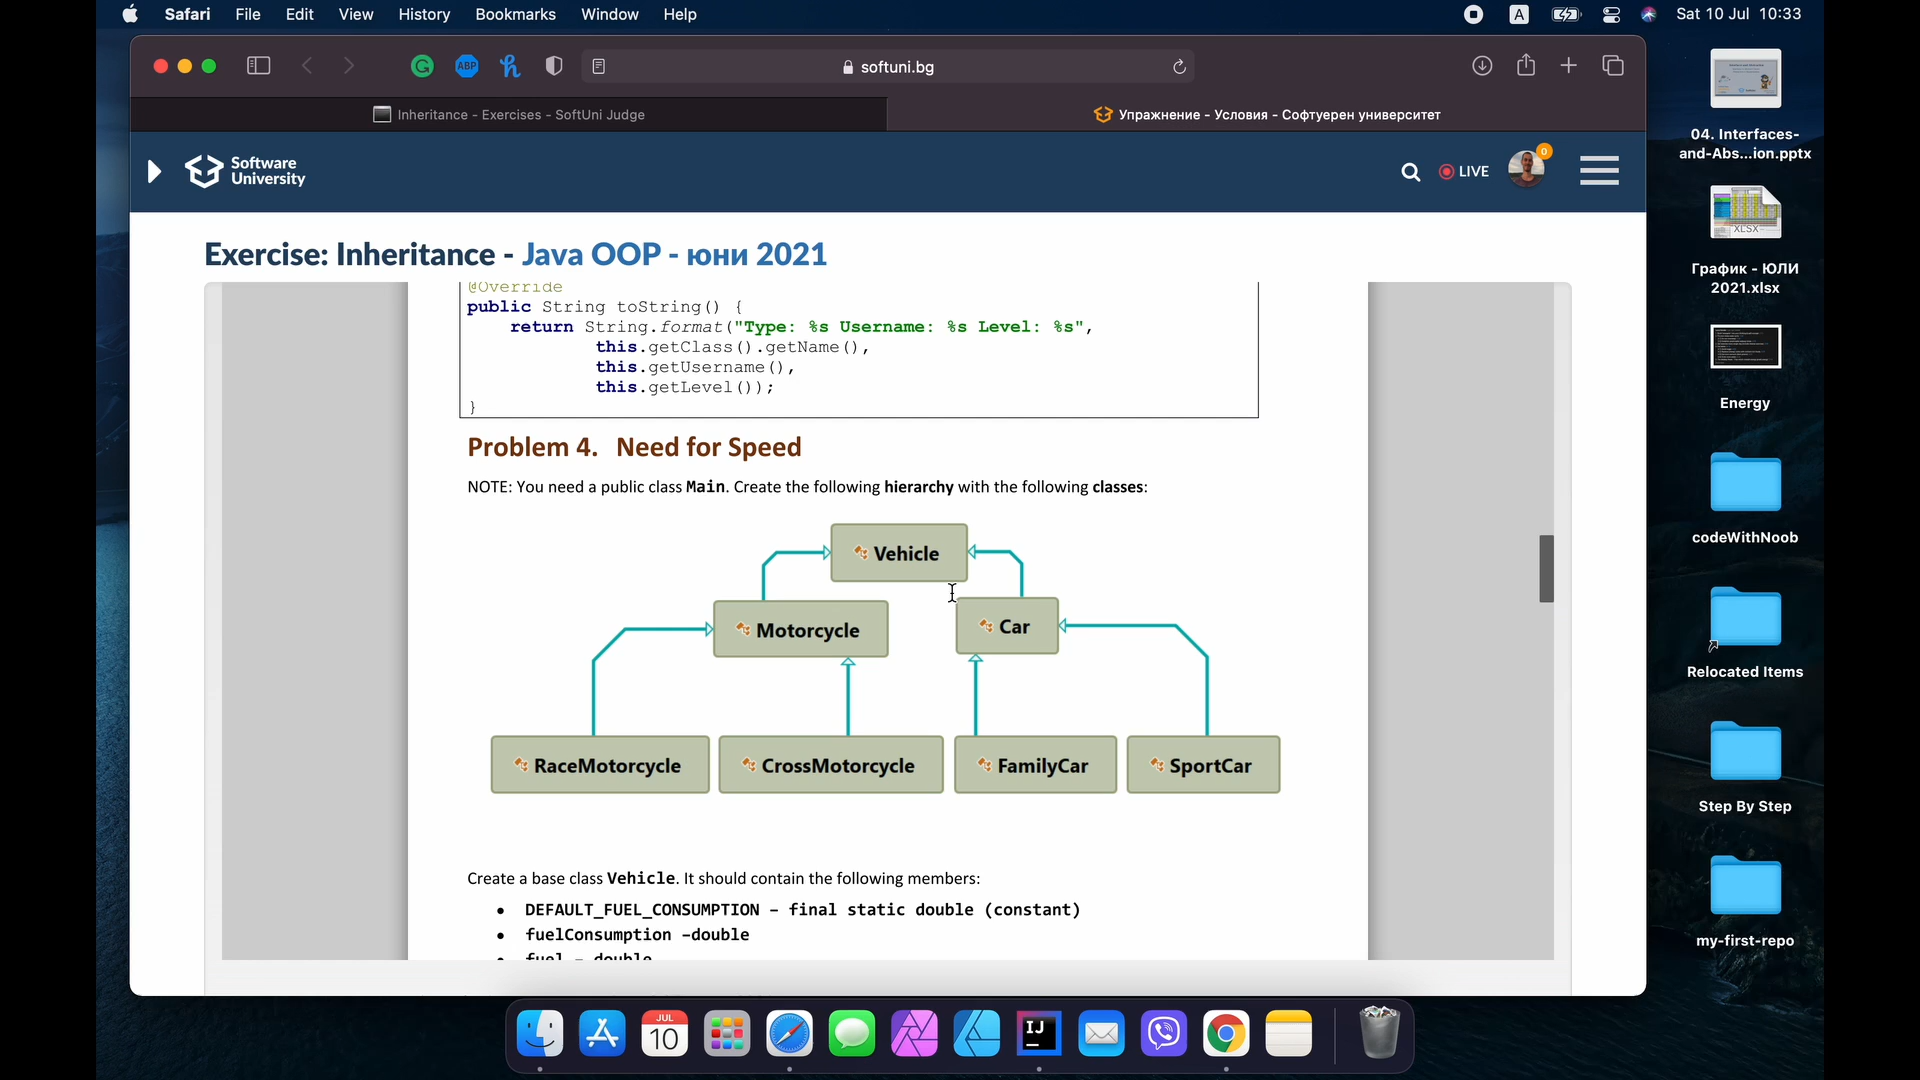 Safari File Edit View History Bookmarks Window Help
A
Sat 10 Jul 10:33
ABP
softuni.bg
Inheritance - Exercises - SoftUni Judge
Упражнение - Условия - Софтуерен университет
Software
University
LIVE
0
Exercise: Inheritance - Java OOP - юни 2021
@Override
public String toString() {
return String.format("Type: %s Username: %s Level: %s",
this.getClass().getName(),
this.getUsername(),
this.getLevel());
}
Problem 4. Need for Speed
NOTE: You need a public class Main. Create the following hierarchy with the following classes:
Vehicle
Motorcycle
Car
RaceMotorcycle
CrossMotorcycle
FamilyCar
SportCar
Create a base class Vehicle. It should contain the following members:
• DEFAULT_FUEL_CONSUMPTION – final static double (constant)
• fuelConsumption –double
• fuel – double
04. Interfaces-
and-Abs...ion.pptx
XLSX
График - ЮЛИ
2021.xlsx
Energy
codeWithNoob
Relocated Items
Step By Step
my-first-repo
JUL
10
IJ